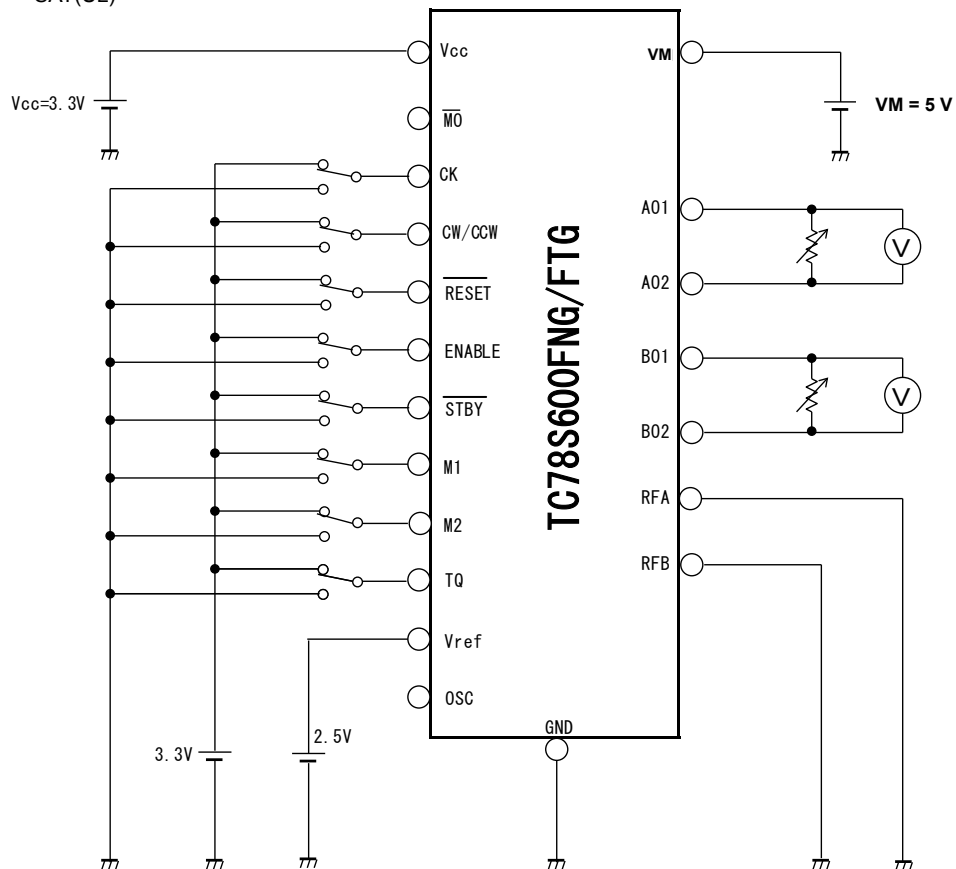 Vcc
VM
Vcc=3.3V
VM = 5 V
MO
CK
AO1
CW/CCW
V
RESET
AO2
ENABLE
BO1
STBY
V
BO2
M1
RFA
M2
RFB
TQ
TC78S600FNG/FTG
Vref
OSC
GND
2.5V
3.3V